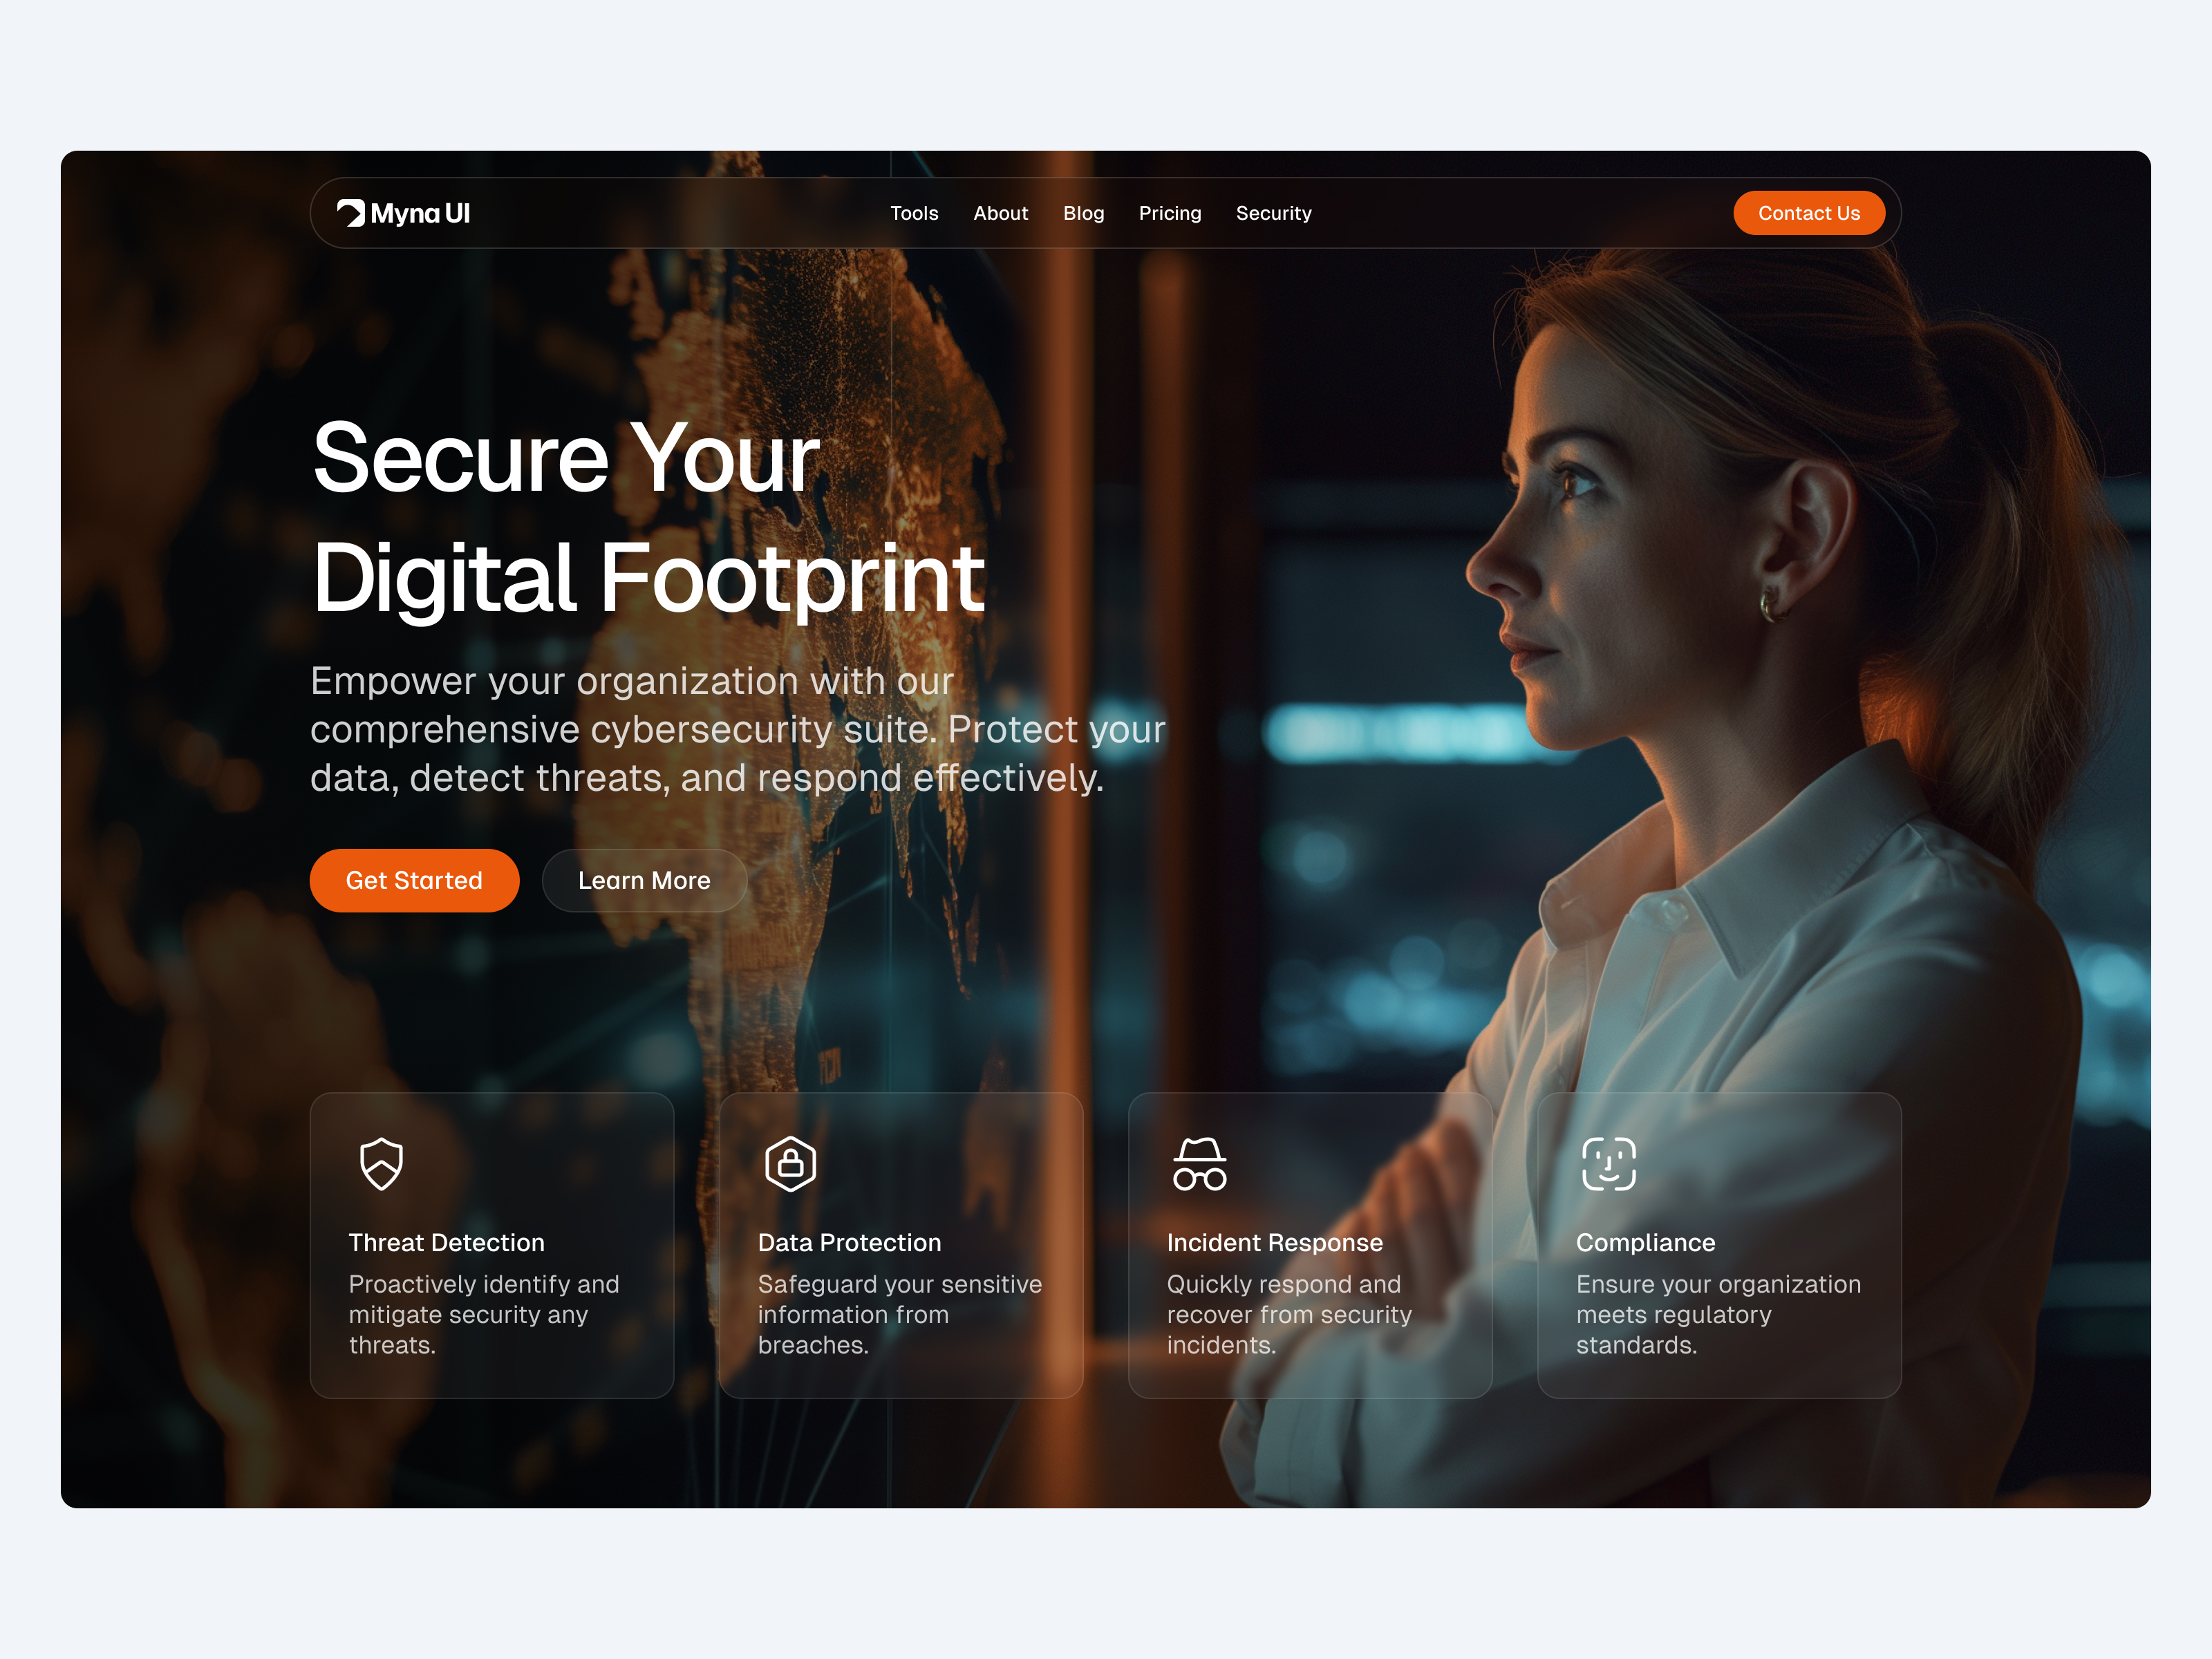 Myna UI
Tools About Blog Pricing Security
Contact Us
Secure Your
Digital Footprint
Empower your organization with our
comprehensive cybersecurity suite. Protect your
data, detect threats, and respond effectively.
Get Started
Learn More
Threat Detection
Proactively identify and
mitigate security any
threats.
Data Protection
Safeguard your sensitive
information from
breaches.
Incident Response
Quickly respond and
recover from security
incidents.
Compliance
Ensure your organization
meets regulatory
standards.